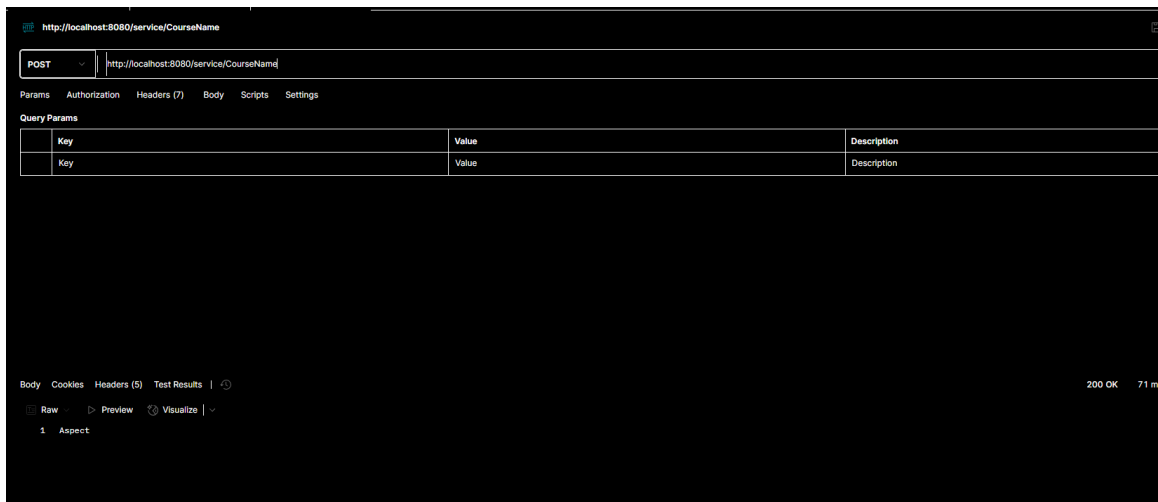 HTTP http://localhost:8080/service/CourseName
POST http://localhost:8080/service/CourseName
Params Authorization Headers (7) Body Scripts Settings
Query Params
Key Value Description
Key Value Description
Body Cookies Headers (5) Test Results 200 OK 71 m
Raw Preview Visualize
1 Aspect